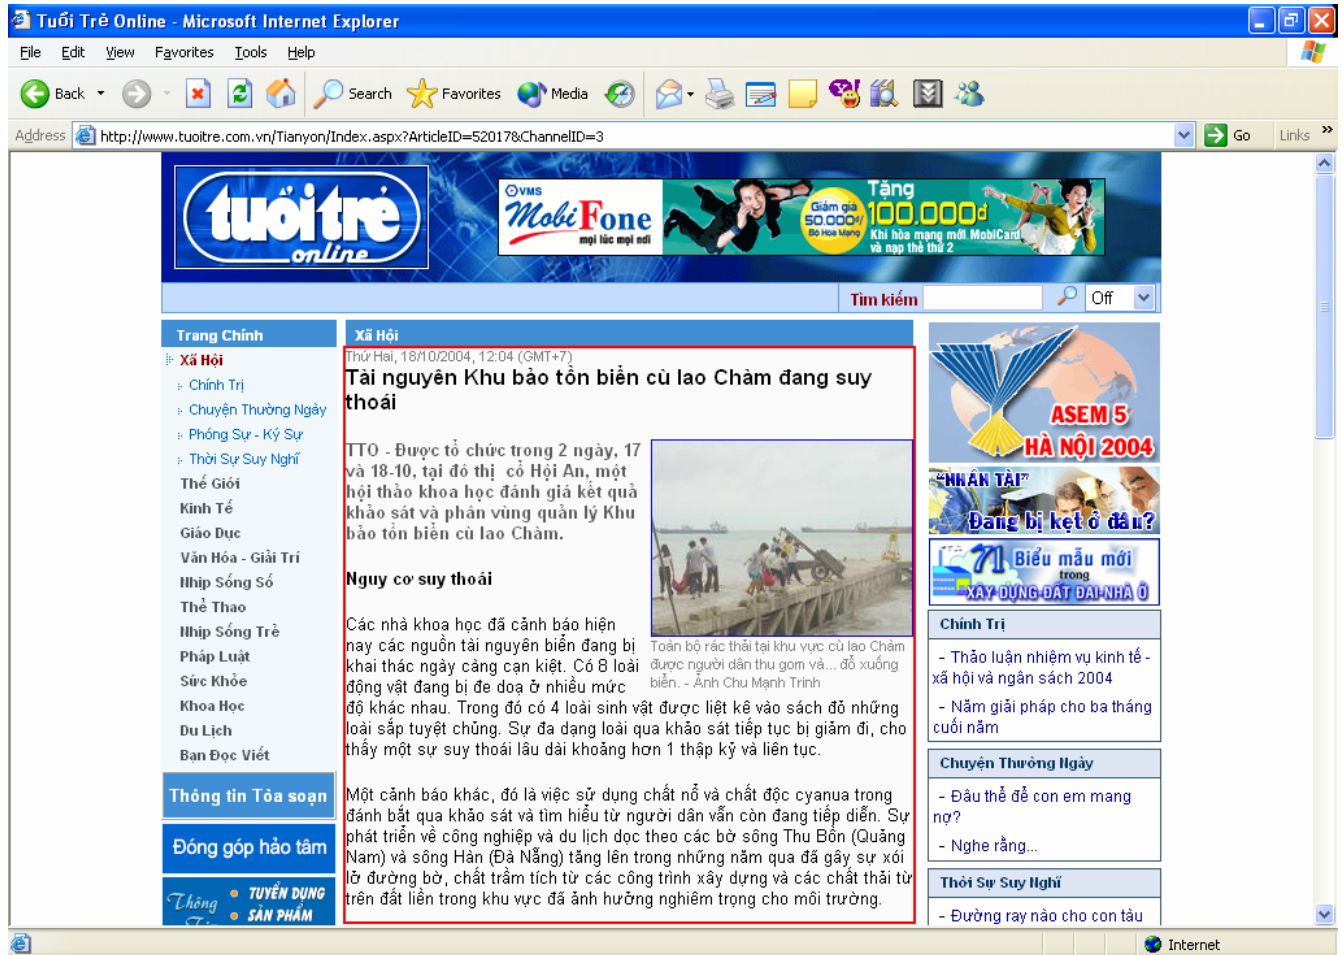 Tuổi Trẻ Online - Microsoft Internet Explorer
File Edit View Favorites Tools Help
Back Search Favorites Media
Address http://www.tuoitre.com.vn/Tianyon/Index.aspx?ArticleID=52017&ChannelID=3 Go Links »
tuổi trẻ
online
VMS
MobiFone
mọi lúc mọi nơi
Giảm giá
50.000đ/
Bộ Hòa Mạng
Tặng
100.000đ
Khi hòa mạng mới MobiCard
và nạp thẻ thứ 2
Tìm kiếm Off
Trang Chính
Xã Hội
Chính Trị
Chuyện Thường Ngày
Phóng Sự - Ký Sự
Thời Sự Suy Nghĩ
Thế Giới
Kinh Tế
Giáo Dục
Văn Hóa - Giải Trí
Nhịp Sống Số
Thể Thao
Nhịp Sống Trẻ
Pháp Luật
Sức Khỏe
Khoa Học
Du Lịch
Bạn Đọc Viết
Thông tin Tòa soạn
Đóng góp hảo tâm
Thông
Tin
TUYỂN DỤNG
SẢN PHẨM
Xã Hội
Thứ Hai, 18/10/2004, 12:04 (GMT+7)
Tài nguyên Khu bảo tồn biển cù lao Chàm đang suy
thoái
TTO - Được tổ chức trong 2 ngày, 17
và 18-10, tại đô thị cổ Hội An, một
hội thảo khoa học đánh giá kết quả
khảo sát và phân vùng quản lý Khu
bảo tồn biển cù lao Chàm.
Nguy cơ suy thoái
Toàn bộ rác thải tại khu vực cù lao Chàm
được người dân thu gom và... đổ xuống
biển. - Ảnh Chu Mạnh Trinh
Các nhà khoa học đã cảnh báo hiện
nay các nguồn tài nguyên biển đang bị
khai thác ngày càng cạn kiệt. Có 8 loài
động vật đang bị đe doạ ở nhiều mức
độ khác nhau. Trong đó có 4 loài sinh vật được liệt kê vào sách đỏ những
loài sắp tuyệt chủng. Sự đa dạng loài qua khảo sát tiếp tục bị giảm đi, cho
thấy một sự suy thoái lâu dài khoảng hơn 1 thập kỷ và liên tục.
Một cảnh báo khác, đó là việc sử dụng chất nổ và chất độc cyanua trong
đánh bắt qua khảo sát và tìm hiểu từ người dân vẫn còn đang tiếp diễn. Sự
phát triển về công nghiệp và du lịch dọc theo các bờ sông Thu Bồn (Quảng
Nam) và sông Hàn (Đà Nẵng) tăng lên trong những năm qua đã gây sự xói
lở đường bờ, chất trầm tích từ các công trình xây dựng và các chất thải từ
trên đất liền trong khu vực đã ảnh hưởng nghiêm trọng cho môi trường.
ASEM 5
HÀ NỘI 2004
"NHÂN TÀI"
Đang bị kẹt ở đâu?
71 Biểu mẫu mới
trong
XÂY DỰNG-ĐẤT ĐAI-NHÀ Ở
Chính Trị
- Thảo luận nhiệm vụ kinh tế -
xã hội và ngân sách 2004
- Năm giải pháp cho ba tháng
cuối năm
Chuyện Thường Ngày
- Đâu thể để con em mang
nợ?
- Nghe rằng...
Thời Sự Suy Nghĩ
- Đường ray nào cho con tàu
Internet